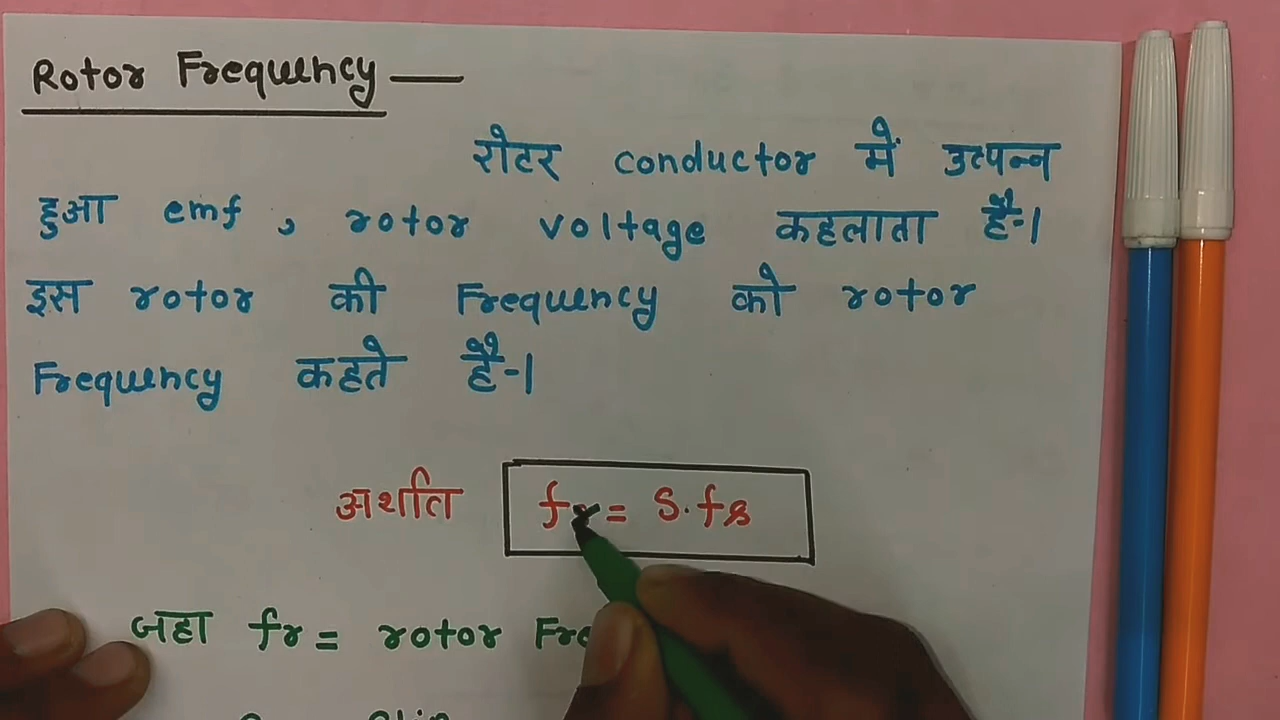 Rotor Frequency —
रोटर conductor में उत्पन्न
हुआ emf, rotor voltage कहलाता है-।
इस rotor की Frequency को rotor
Frequency कहते है-।
अर्थात fr = S.fs
जहा fr = rotor